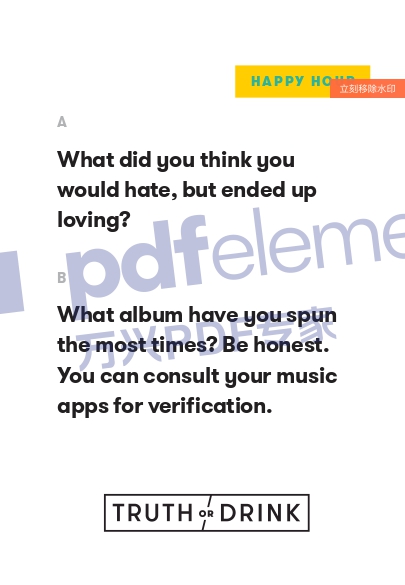 HAPPY HOUR
立刻移除水印
A
What did you think you
would hate, but ended up
loving?
pdfeleme
B
What album have you spun
the most times? Be honest.
You can consult your music
apps for verification.
万兴PDF专家
TRUTH OR DRINK